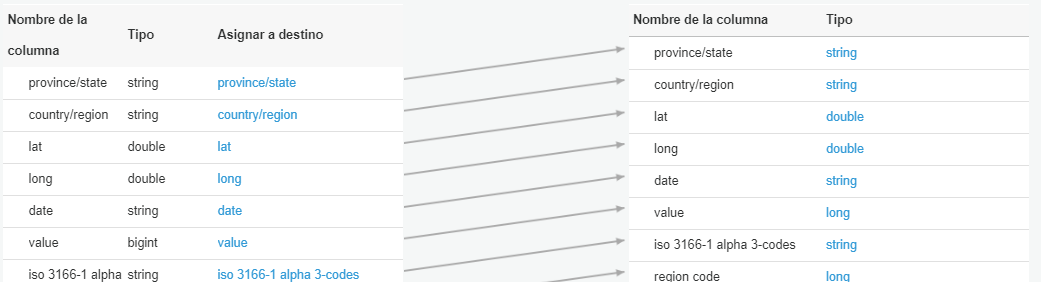 Nombre de la columna Tipo Asignar a destino
province/state string province/state
country/region string country/region
lat double lat
long double long
date string date
value bigint value
iso 3166-1 alpha string iso 3166-1 alpha 3-codes
Nombre de la columna Tipo
province/state string
country/region string
lat double
long double
date string
value long
iso 3166-1 alpha 3-codes string
region code long